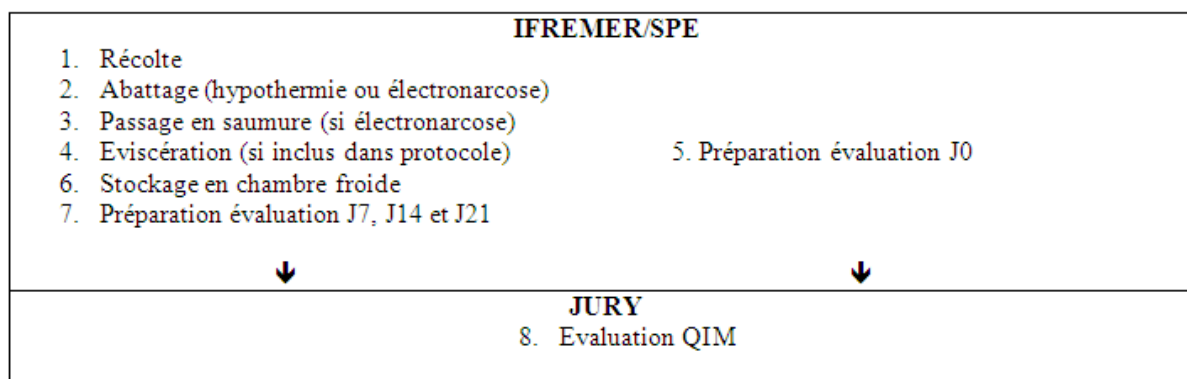 IFREMER/SPE
1. Récolte
2. Abattage (hypothermie ou électronarcose)
3. Passage en saumure (si électronarcose)
4. Eviscération (si inclus dans protocole) 5. Préparation évaluation J0
6. Stockage en chambre froide
7. Préparation évaluation J7, J14 et J21
JURY
8. Evaluation QIM